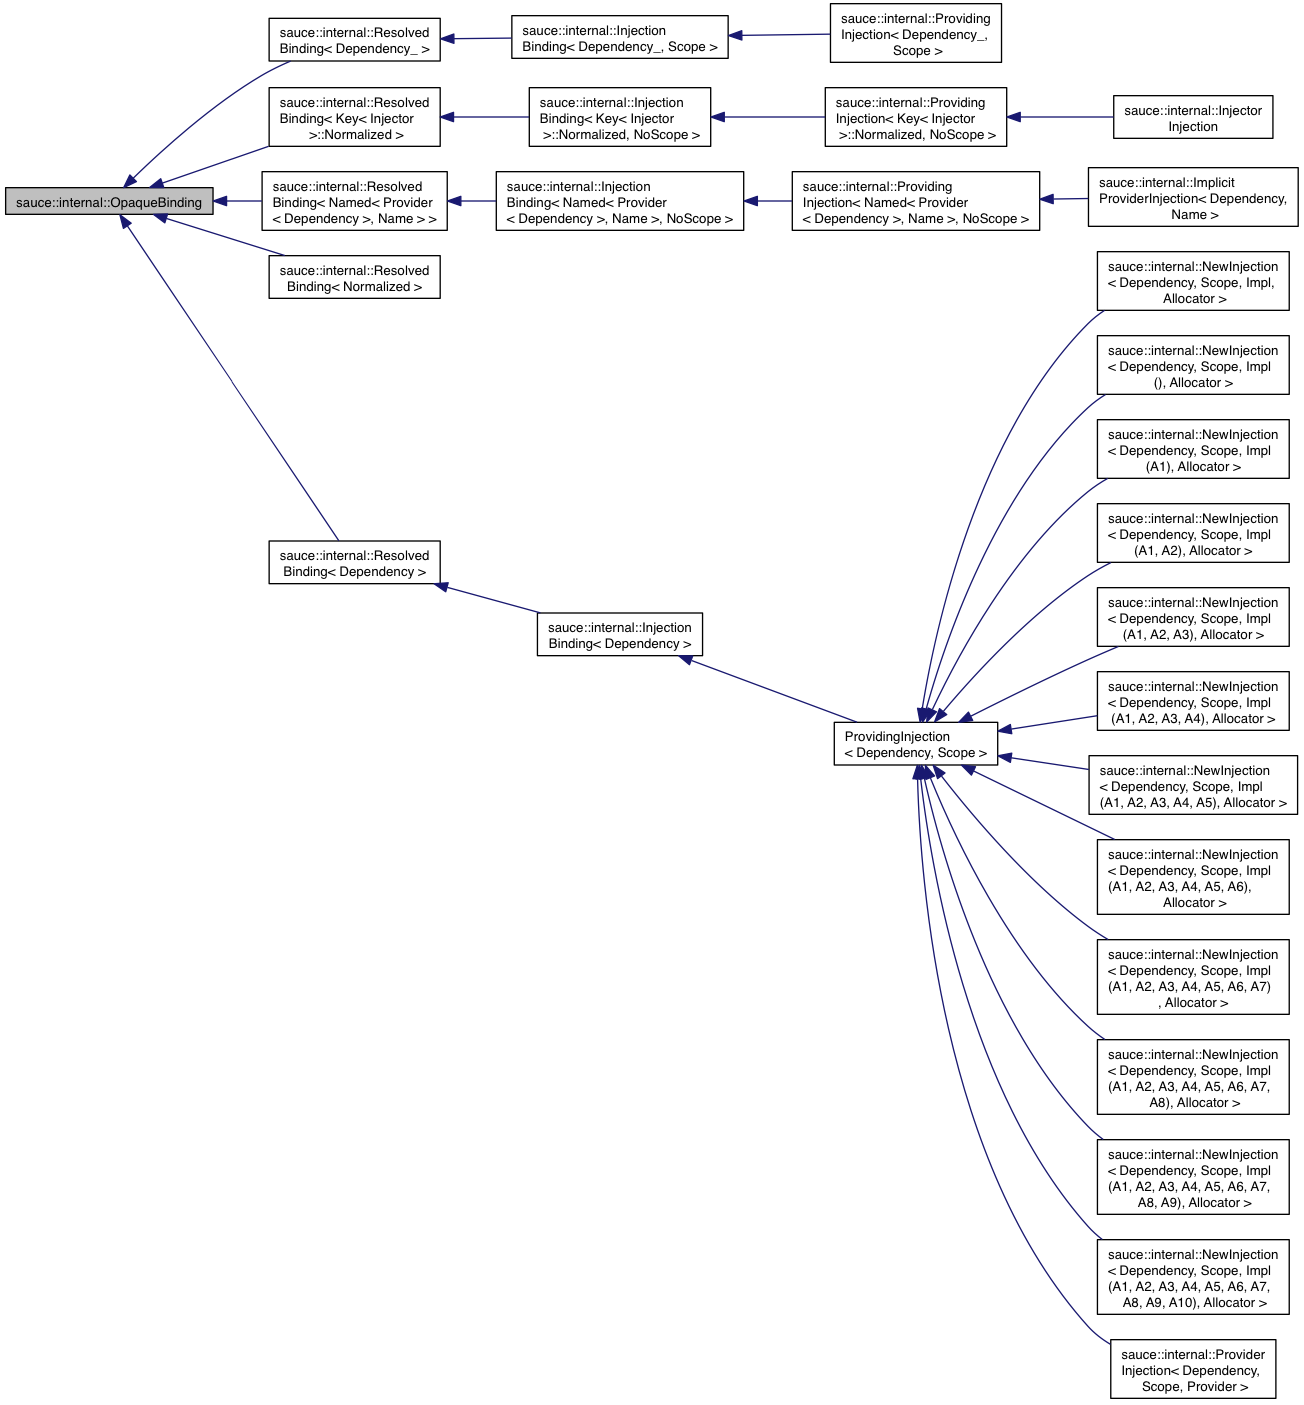 sauce::internal::Resolved
Binding< Dependency_ >
sauce::internal::Injection
Binding< Dependency_, Scope >
sauce::internal::Providing
Injection< Dependency_,
Scope >
sauce::internal::Resolved
Binding< Key< Injector
>::Normalized >
sauce::internal::Injection
Binding< Key< Injector
>::Normalized, NoScope >
sauce::internal::Providing
Injection< Key< Injector
>::Normalized, NoScope >
sauce::internal::Injector
Injection
sauce::internal::OpaqueBinding
sauce::internal::Resolved
Binding< Named< Provider
< Dependency >, Name > >
sauce::internal::Injection
Binding< Named< Provider
< Dependency >, Name >, NoScope >
sauce::internal::Providing
Injection< Named< Provider
< Dependency >, Name >, NoScope >
sauce::internal::Implicit
ProviderInjection< Dependency,
Name >
sauce::internal::Resolved
Binding< Normalized >
sauce::internal::NewInjection
< Dependency, Scope, Impl,
Allocator >
sauce::internal::NewInjection
< Dependency, Scope, Impl
(), Allocator >
sauce::internal::NewInjection
< Dependency, Scope, Impl
(A1), Allocator >
sauce::internal::NewInjection
< Dependency, Scope, Impl
(A1, A2), Allocator >
sauce::internal::Resolved
Binding< Dependency >
sauce::internal::NewInjection
< Dependency, Scope, Impl
(A1, A2, A3), Allocator >
sauce::internal::Injection
Binding< Dependency >
sauce::internal::NewInjection
< Dependency, Scope, Impl
(A1, A2, A3, A4), Allocator >
ProvidingInjection
< Dependency, Scope >
sauce::internal::NewInjection
< Dependency, Scope, Impl
(A1, A2, A3, A4, A5), Allocator >
sauce::internal::NewInjection
< Dependency, Scope, Impl
(A1, A2, A3, A4, A5, A6),
Allocator >
sauce::internal::NewInjection
< Dependency, Scope, Impl
(A1, A2, A3, A4, A5, A6, A7)
, Allocator >
sauce::internal::NewInjection
< Dependency, Scope, Impl
(A1, A2, A3, A4, A5, A6, A7,
A8), Allocator >
sauce::internal::NewInjection
< Dependency, Scope, Impl
(A1, A2, A3, A4, A5, A6, A7,
A8, A9), Allocator >
sauce::internal::NewInjection
< Dependency, Scope, Impl
(A1, A2, A3, A4, A5, A6, A7,
A8, A9, A10), Allocator >
sauce::internal::Provider
Injection< Dependency,
Scope, Provider >